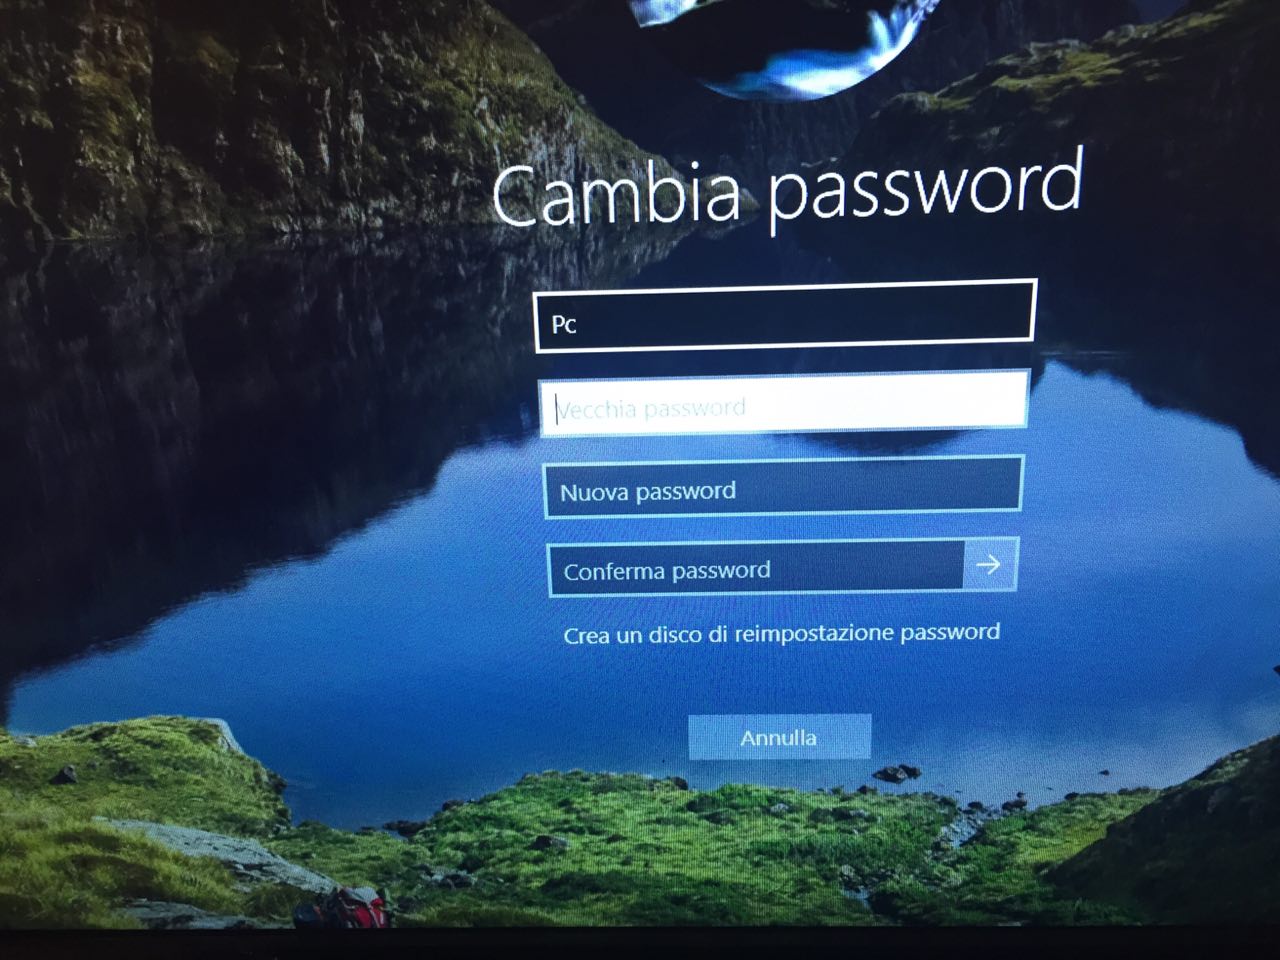 Cambia password
Pc
Vecchia password
Nuova password
Conferma password
Crea un disco di reimpostazione password
Annulla